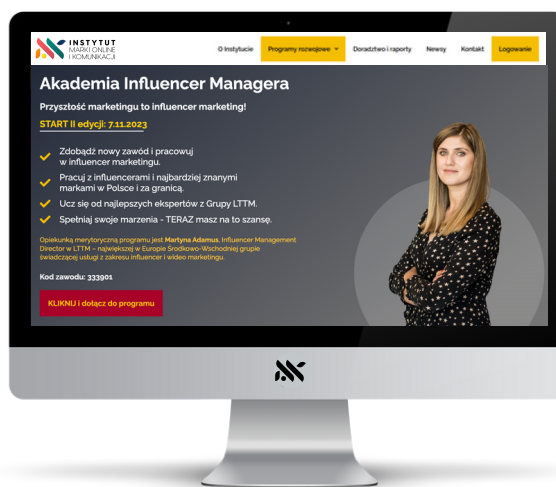 INSTYTUT
MARKI ONLINE
I KOMUNIKACJI
O Instytucie
Programy rozwojowe
Doradztwo i raporty
Newsy
Kontakt
Logowanie
Akademia Influencer Managera
Przyszłość marketingu to influencer marketing!
START II edycji: 7.11.2023
Zdobądź nowy zawód i pracowuj
w influencer marketingu.
Pracuj z influencerami i najbardziej znanymi
markami w Polsce i za granicą.
Ucz się od najlepszych ekspertów z Grupy LTTM.
Spełniaj swoje marzenia - TERAZ masz na to szansę.
Opiekunką merytoryczną programu jest Martyna Adamus, Influencer Management
Director w LTTM – największej w Europie Środkowo-Wschodniej grupie
świadczącej usługi z zakresu influencer i wideo marketingu.
Kod zawodu: 333901
KLIKNIJ i dołącz do programu